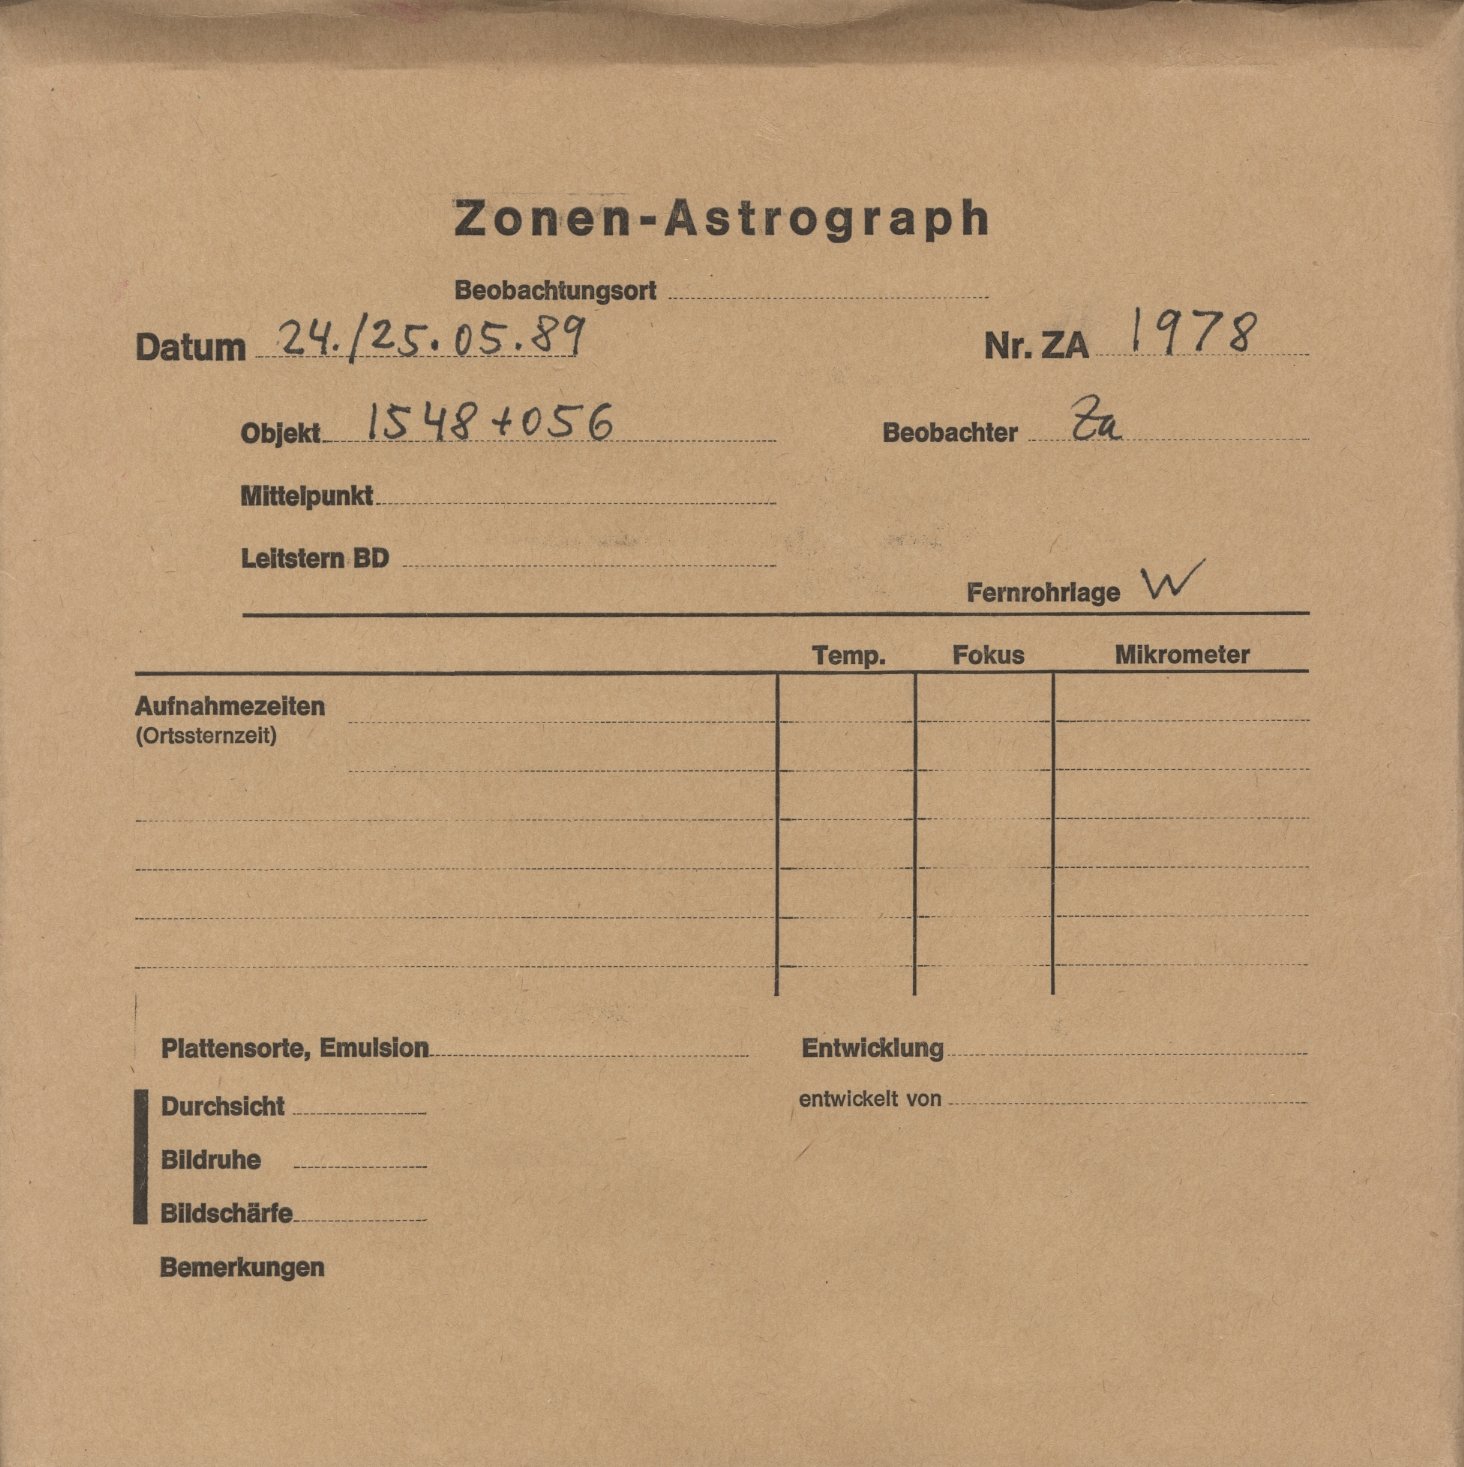 Zonen-Astrograph
Beobachtungsort
Datum 24./25.05.89 Nr. ZA 1978
Objekt 1548+056 Beobachter Za
Mittelpunkt
Leitstern BD
Fernrohrlage W
Temp. Fokus Mikrometer
Aufnahmezeiten
(Ortssternzeit)
Plattensorte, Emulsion Entwicklung
Durchsicht entwickelt von
Bildruhe
Bildschärfe
Bemerkungen